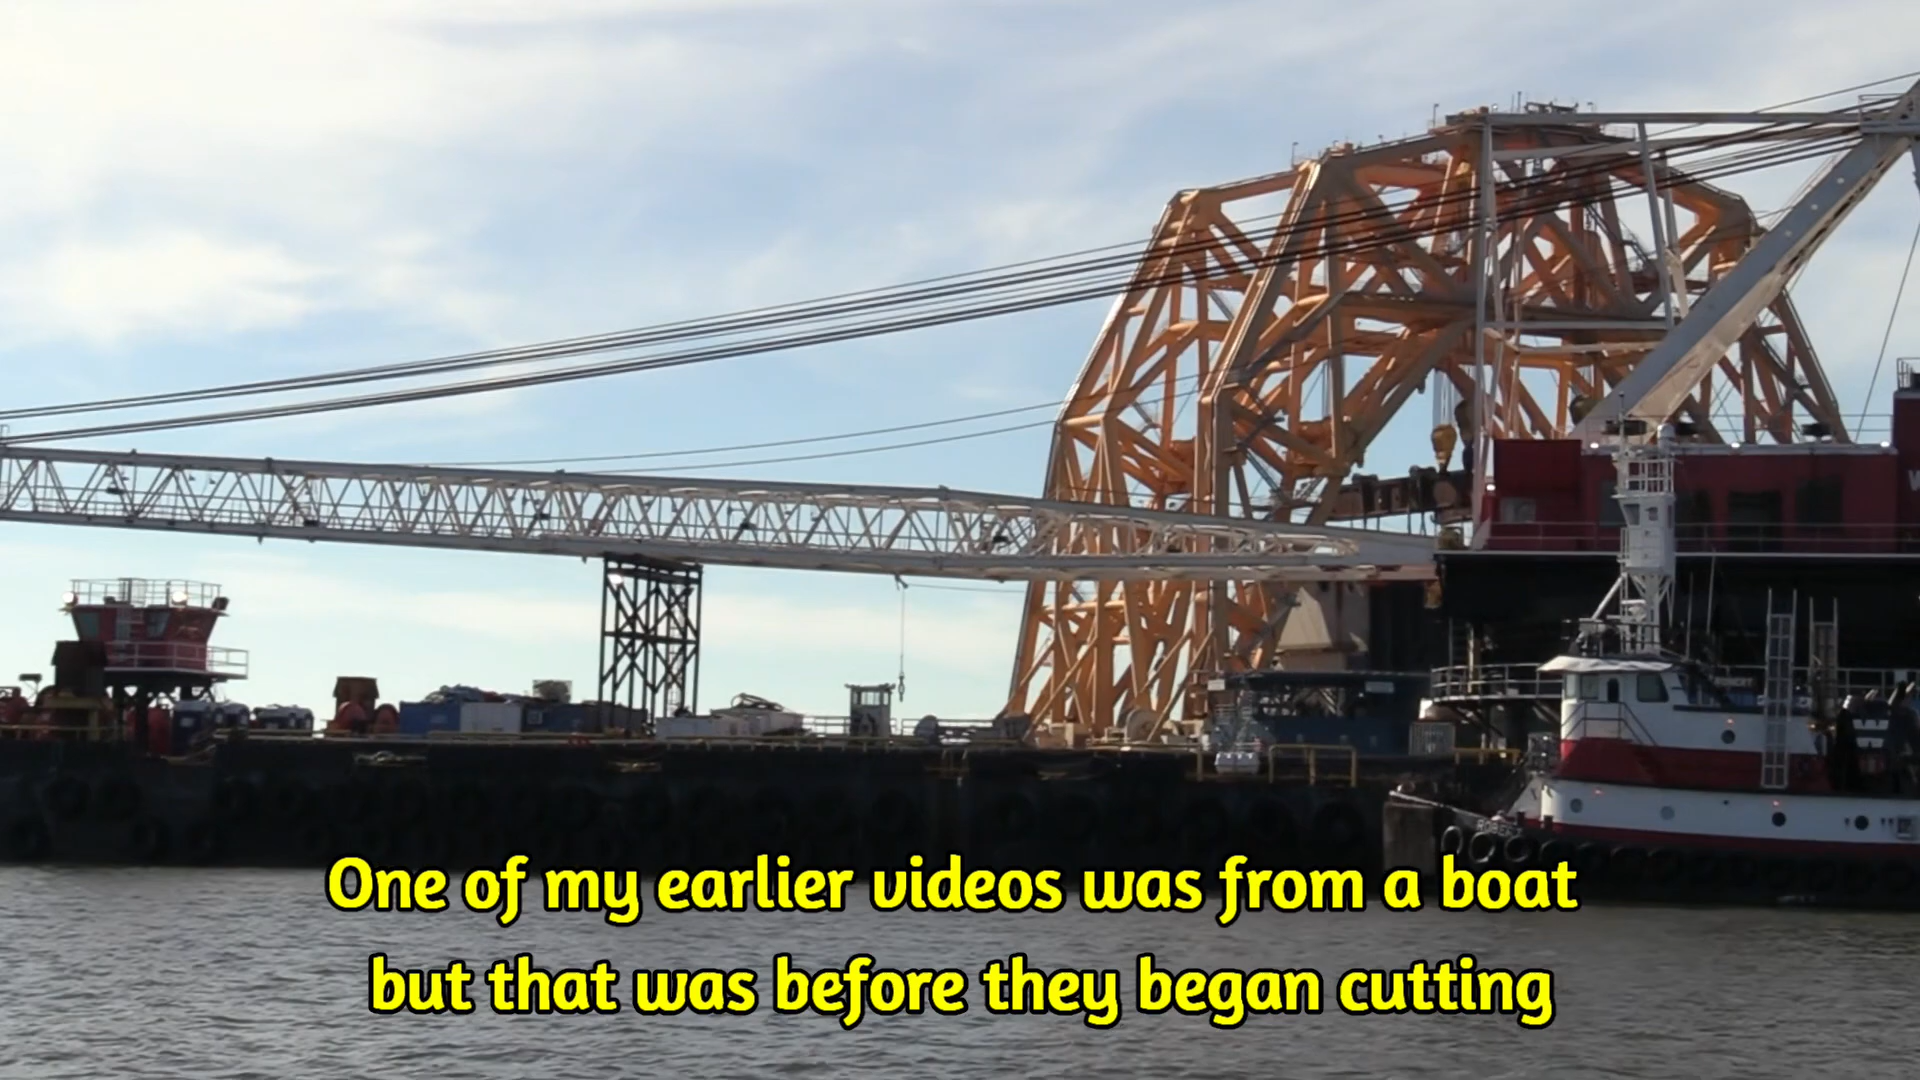 One of my earlier videos was from a boat
but that was before they began cutting